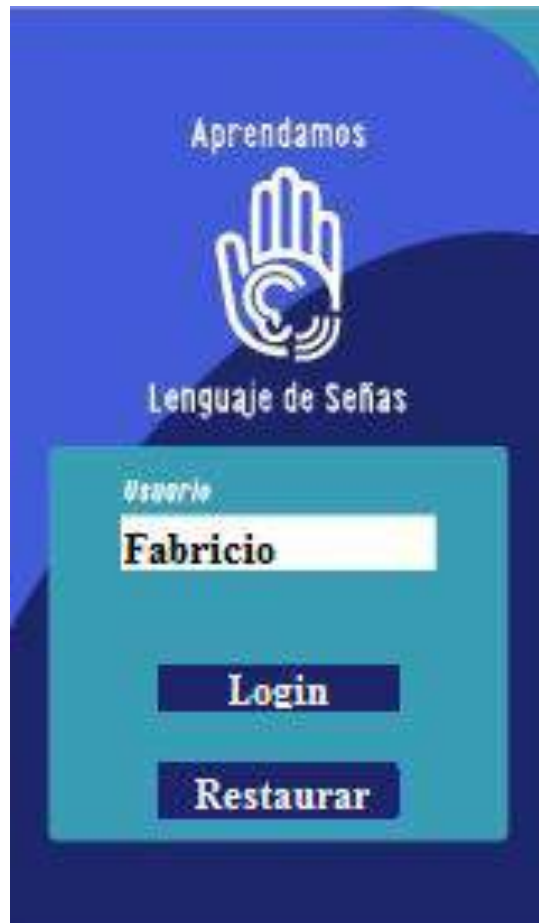 Aprendamos
Lenguaje de Señas
Usuario
Fabricio
Login
Restaurar